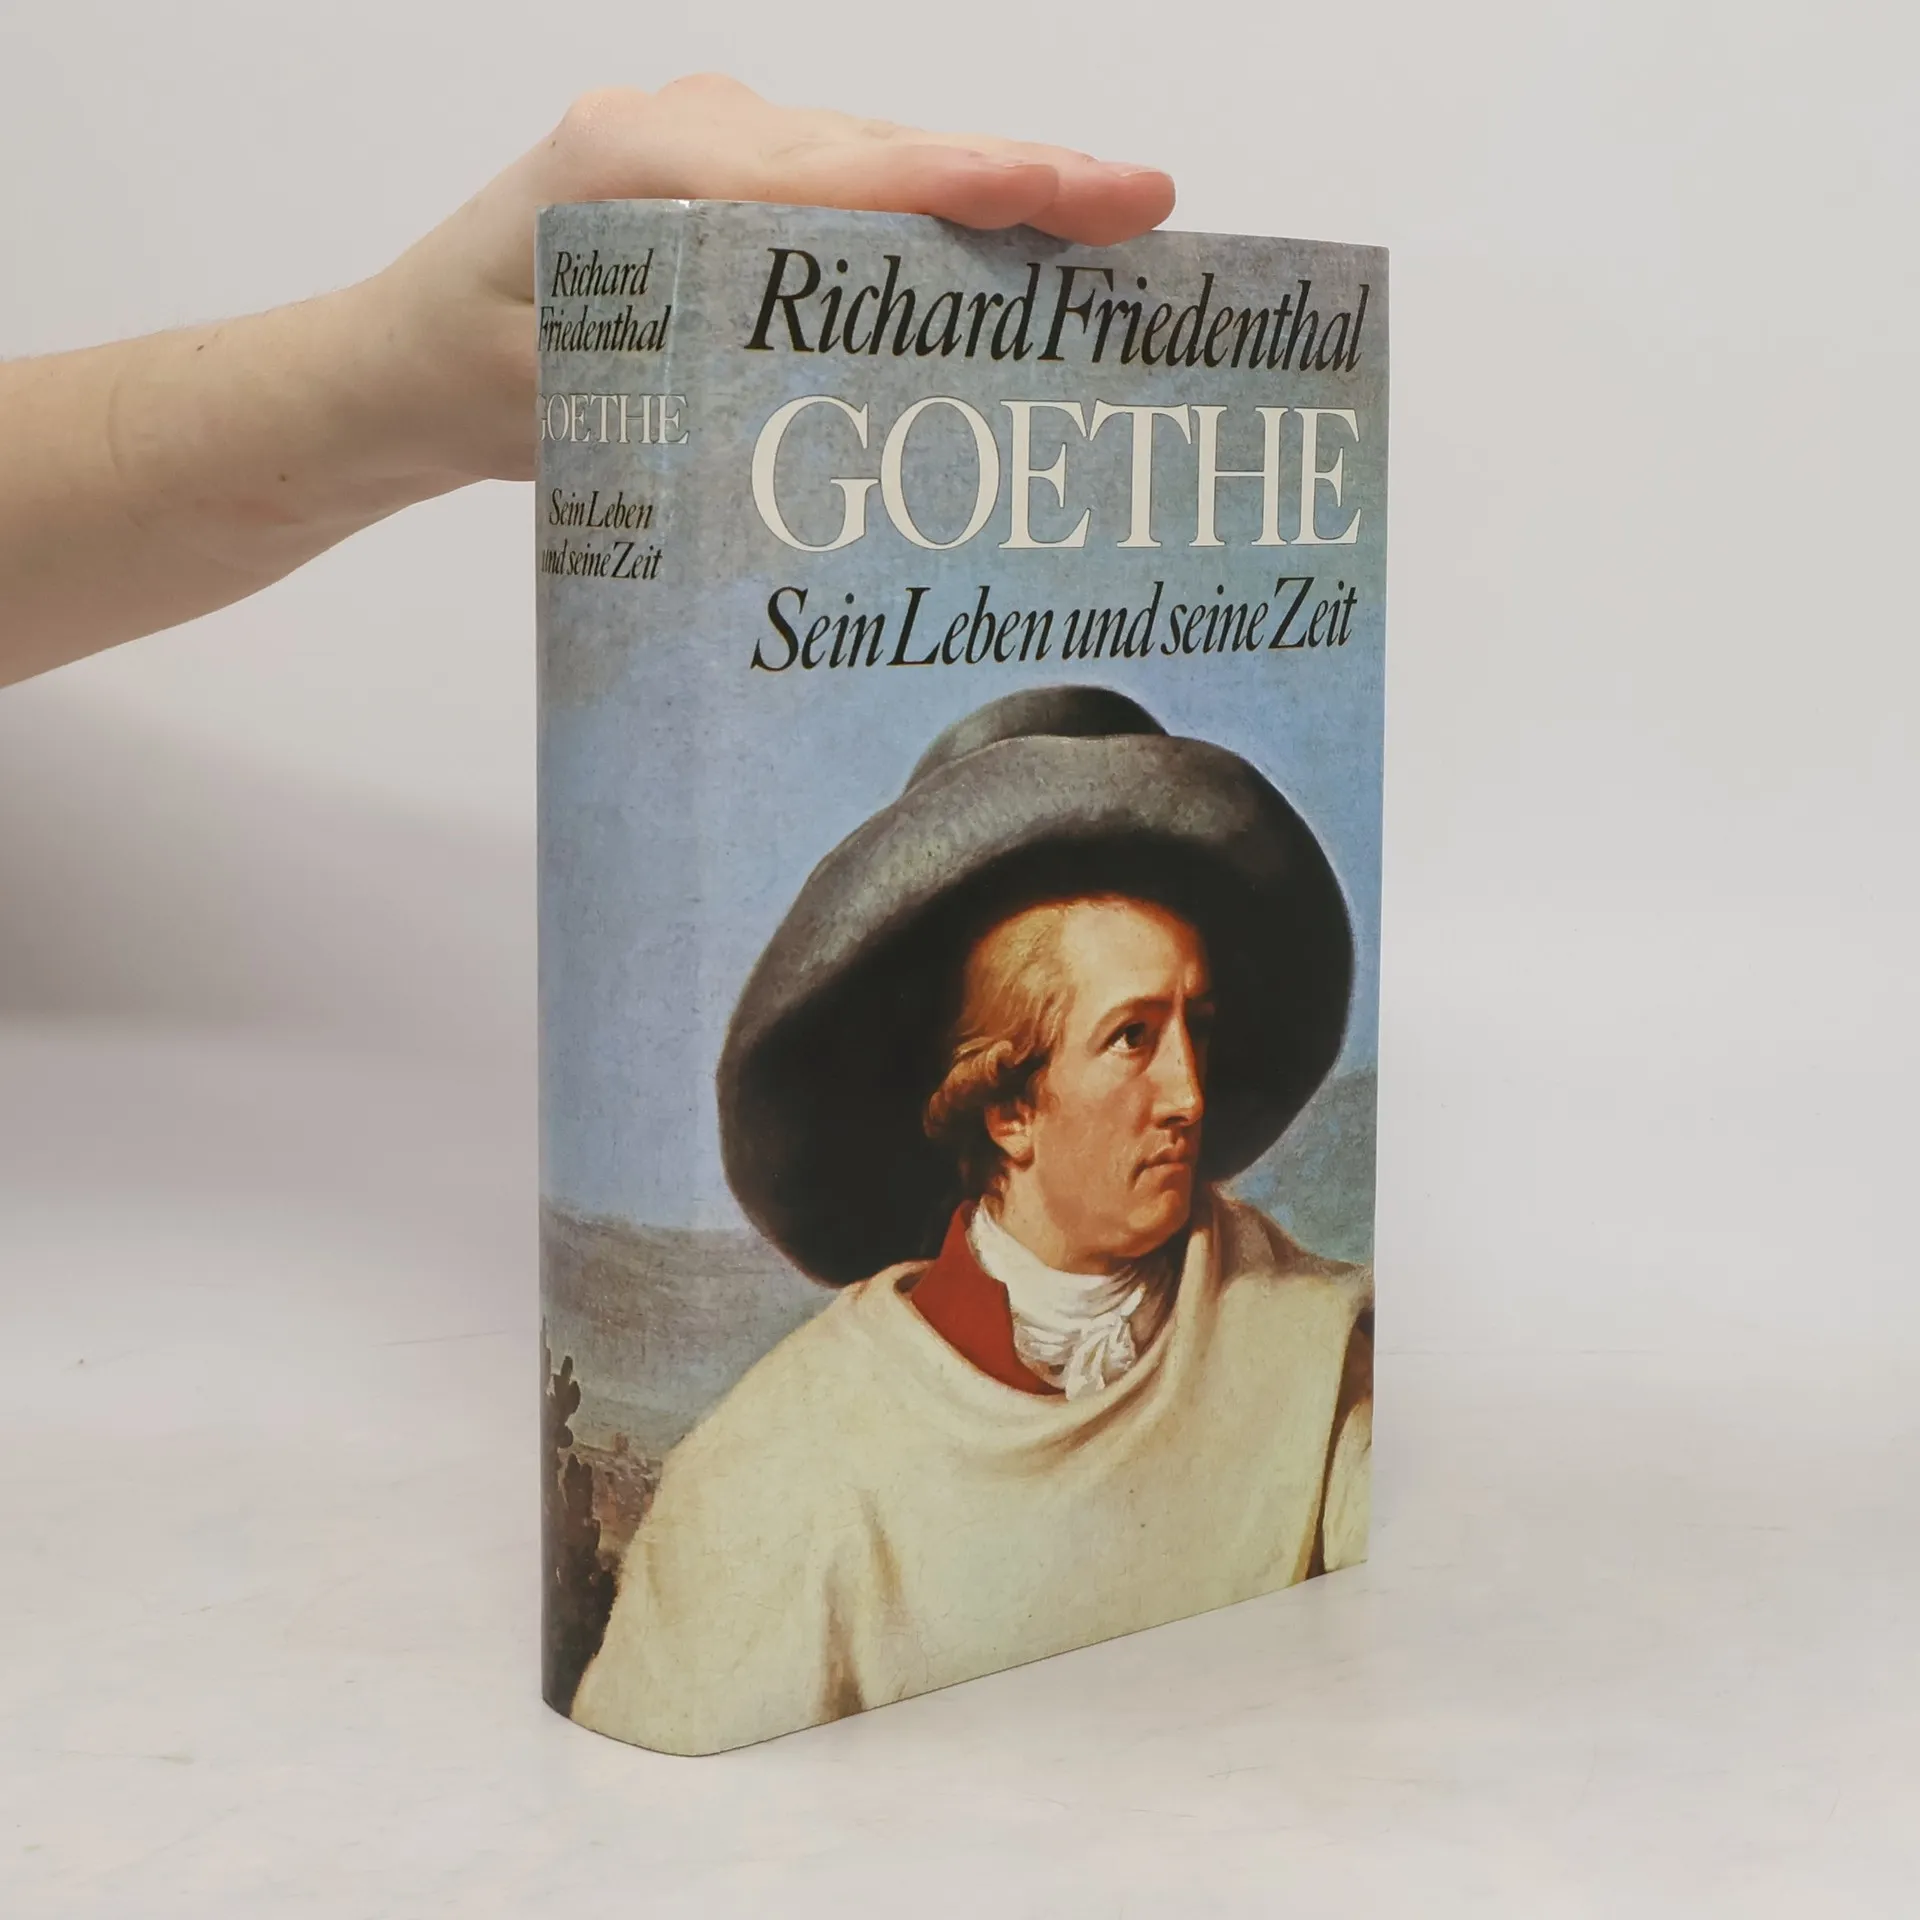 Richard
Friedenthal
GOETHE
Sein Leben
und seine Zeit
Richard Friedenthal
GOETHE
Sein Leben und seine Zeit